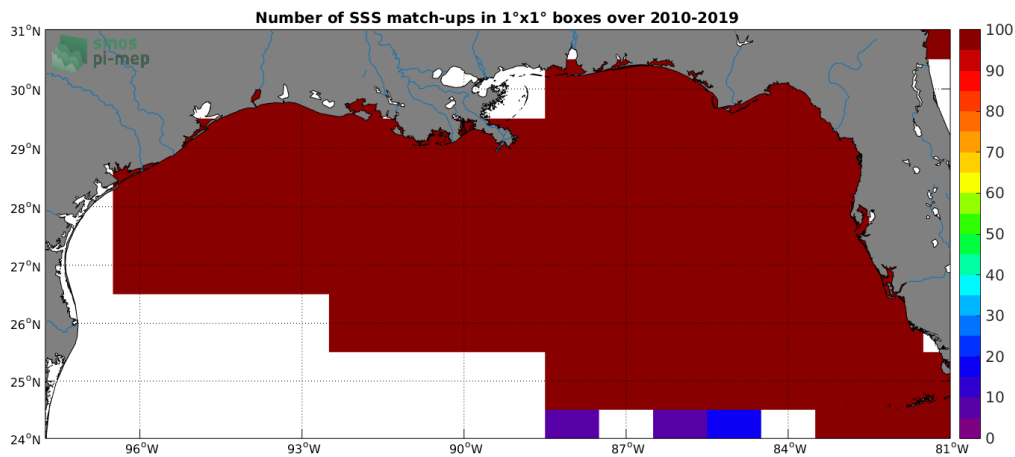 Number of SSS match-ups in 1°x1° boxes over 2010-2019
smos
pi-mep
31°N
30°N
29°N
28°N
27°N
26°N
25°N
24°N
96°W
93°W
90°W
87°W
84°W
81°W
100
90
80
70
60
50
40
30
20
10
0